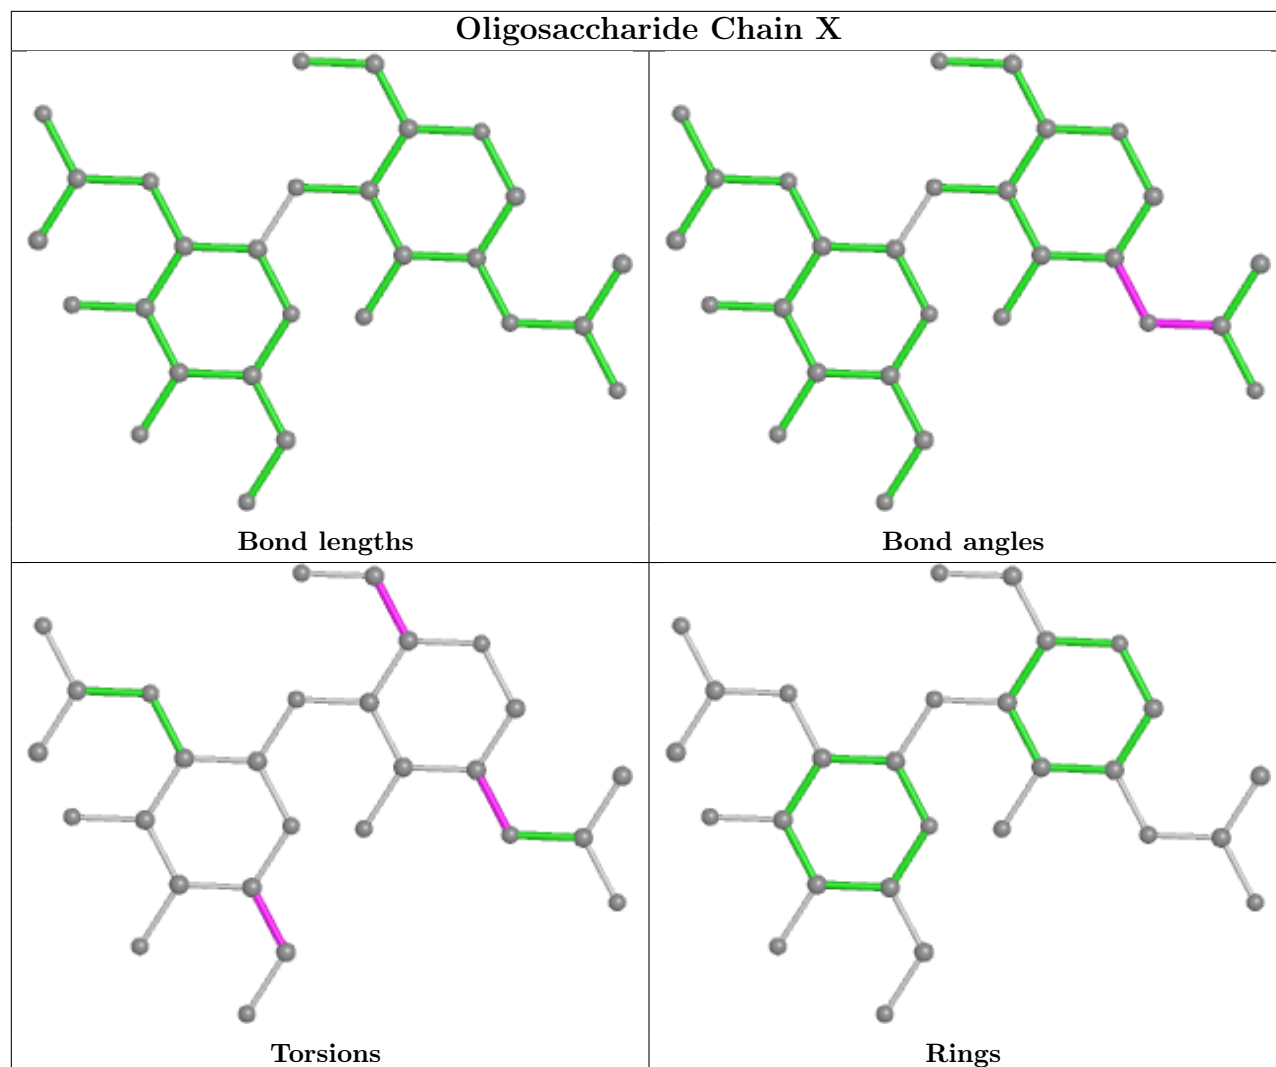 Oligosaccharide Chain X
Bond lengths
Bond angles
Torsions
Rings